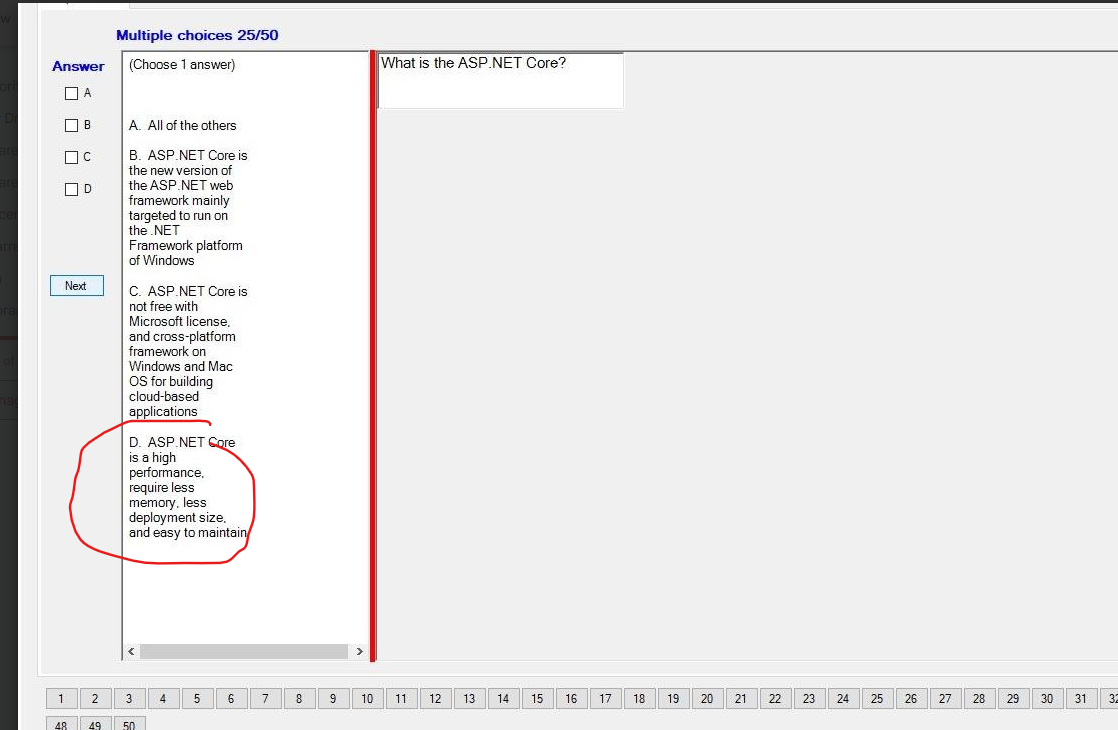 Multiple choices 25/50
Answer
A
B
C
D
Next
(Choose 1 answer)
A. All of the others
B. ASP.NET Core is
the new version of
the ASP.NET web
framework mainly
targeted to run on
the .NET
Framework platform
of Windows
C. ASP.NET Core is
not free with
Microsoft license,
and cross-platform
framework on
Windows and Mac
OS for building
cloud-based
applications
D. ASP.NET Core
is a high
performance,
require less
memory, less
deployment size,
and easy to maintain
What is the ASP.NET Core?
1 2 3 4 5 6 7 8 9 10 11 12 13 14 15 16 17 18 19 20 21 22 23 24 25 26 27 28 29 30 31
48 49 50